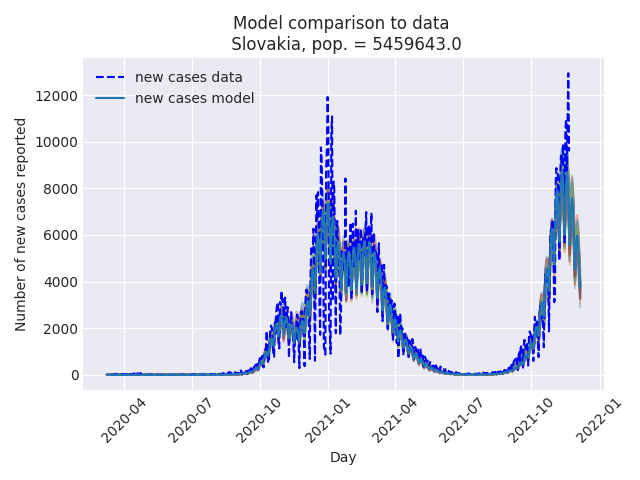 Model comparison to data
Slovakia, pop. = 5459643.0
new cases data
new cases model
Number of new cases reported
12000
10000
8000
6000
4000
2000
0
2020-04
2020-07
2020-10
2021-01
2021-04
2021-07
2021-10
2022-01
Day